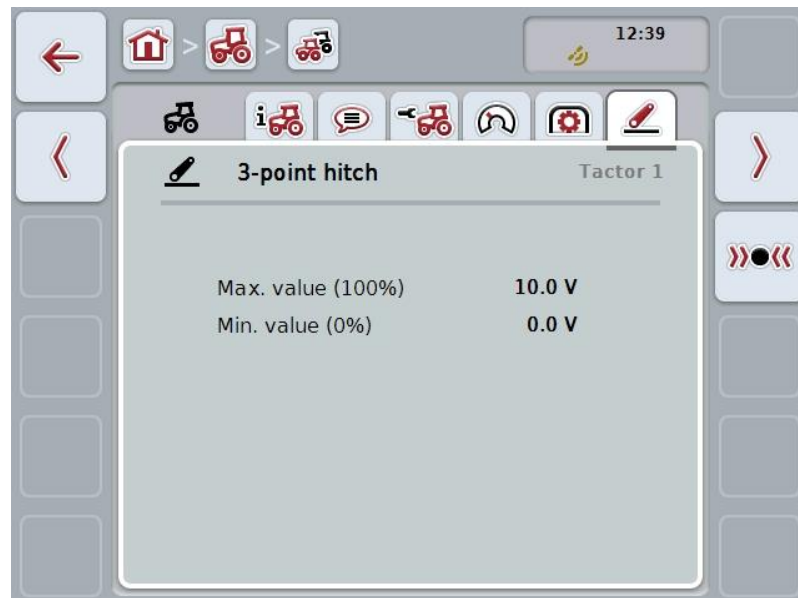 12:39
3-point hitch Tactor 1
Max. value (100%) 10.0 V
Min. value (0%) 0.0 V